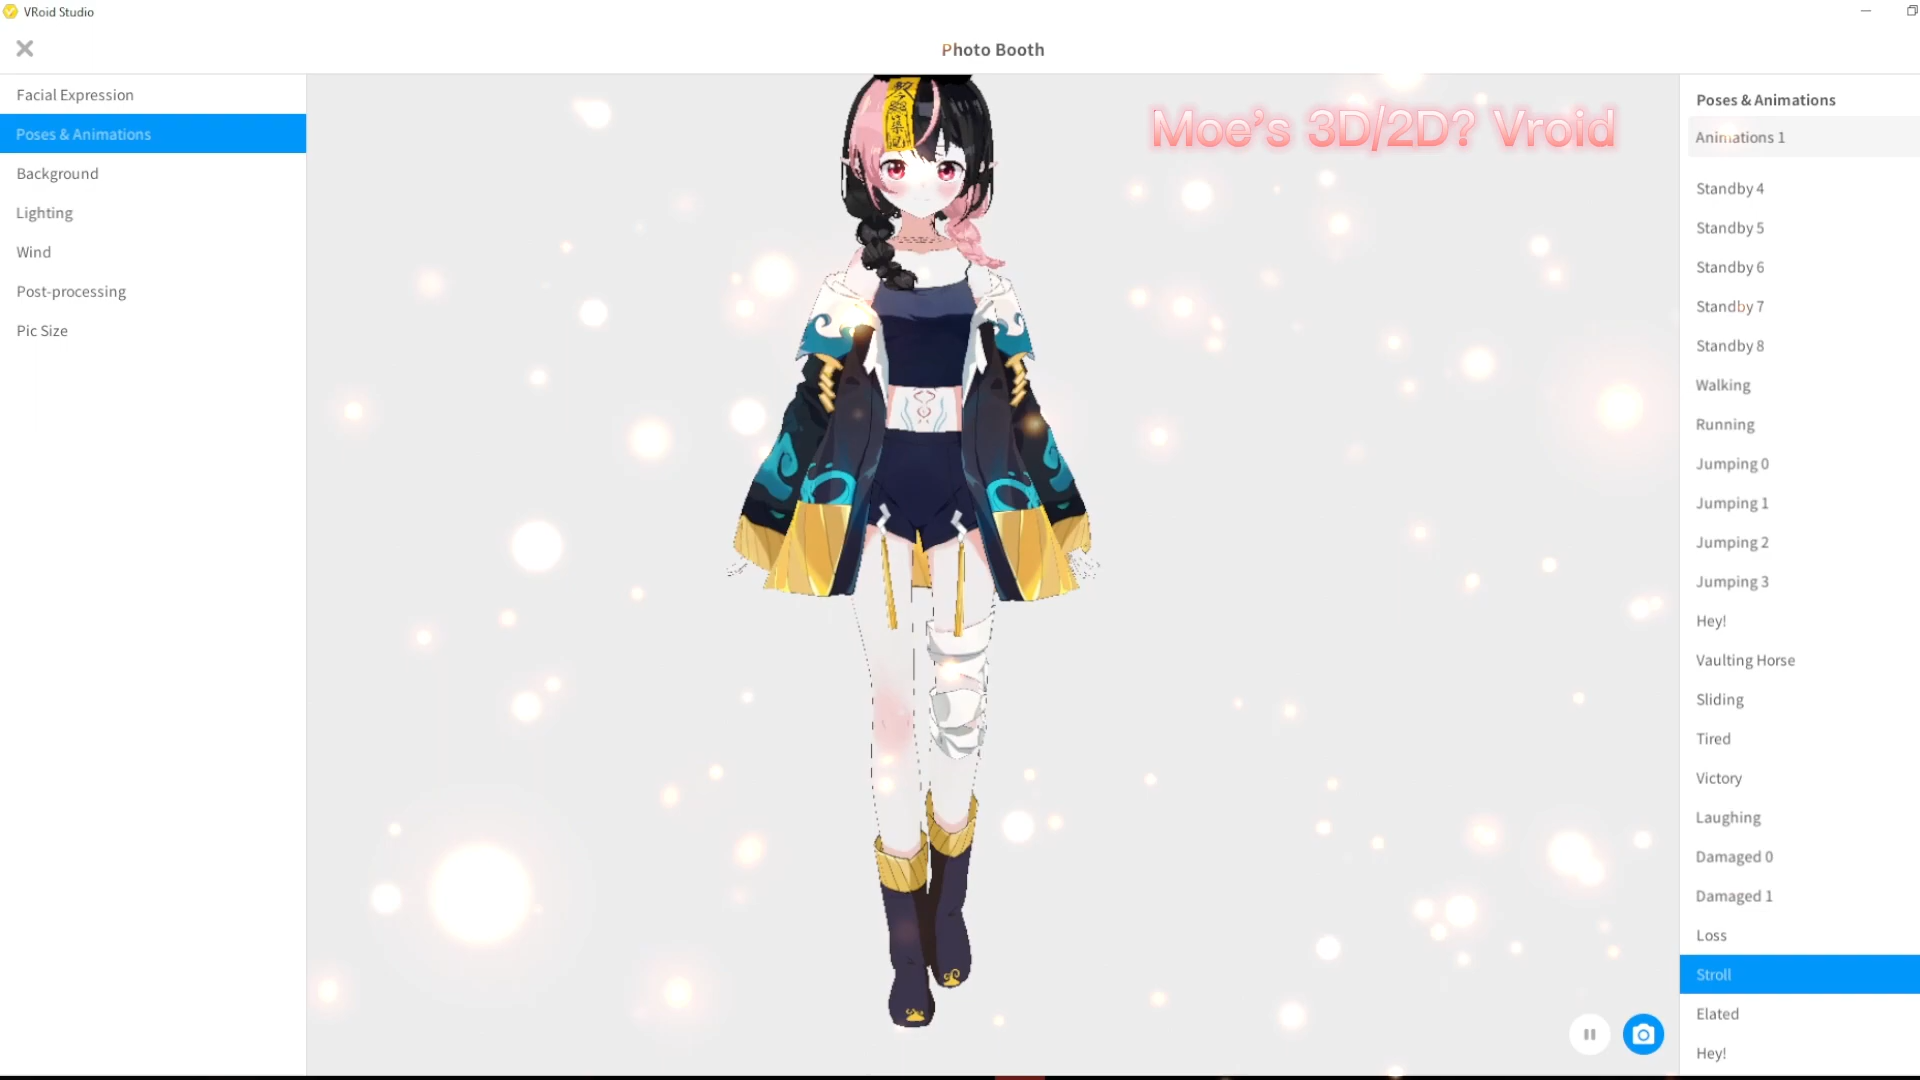 VRoid Studio
Photo Booth
Facial Expression
Poses & Animations
Background
Lighting
Wind
Post-processing
Pic Size
Moe's 3D/2D? Vroid
Poses & Animations
Animations 1
Standby 4
Standby 5
Standby 6
Standby 7
Standby 8
Walking
Running
Jumping 0
Jumping 1
Jumping 2
Jumping 3
Hey!
Vaulting Horse
Sliding
Tired
Victory
Laughing
Damaged 0
Damaged 1
Loss
Stroll
Elated
Hey!